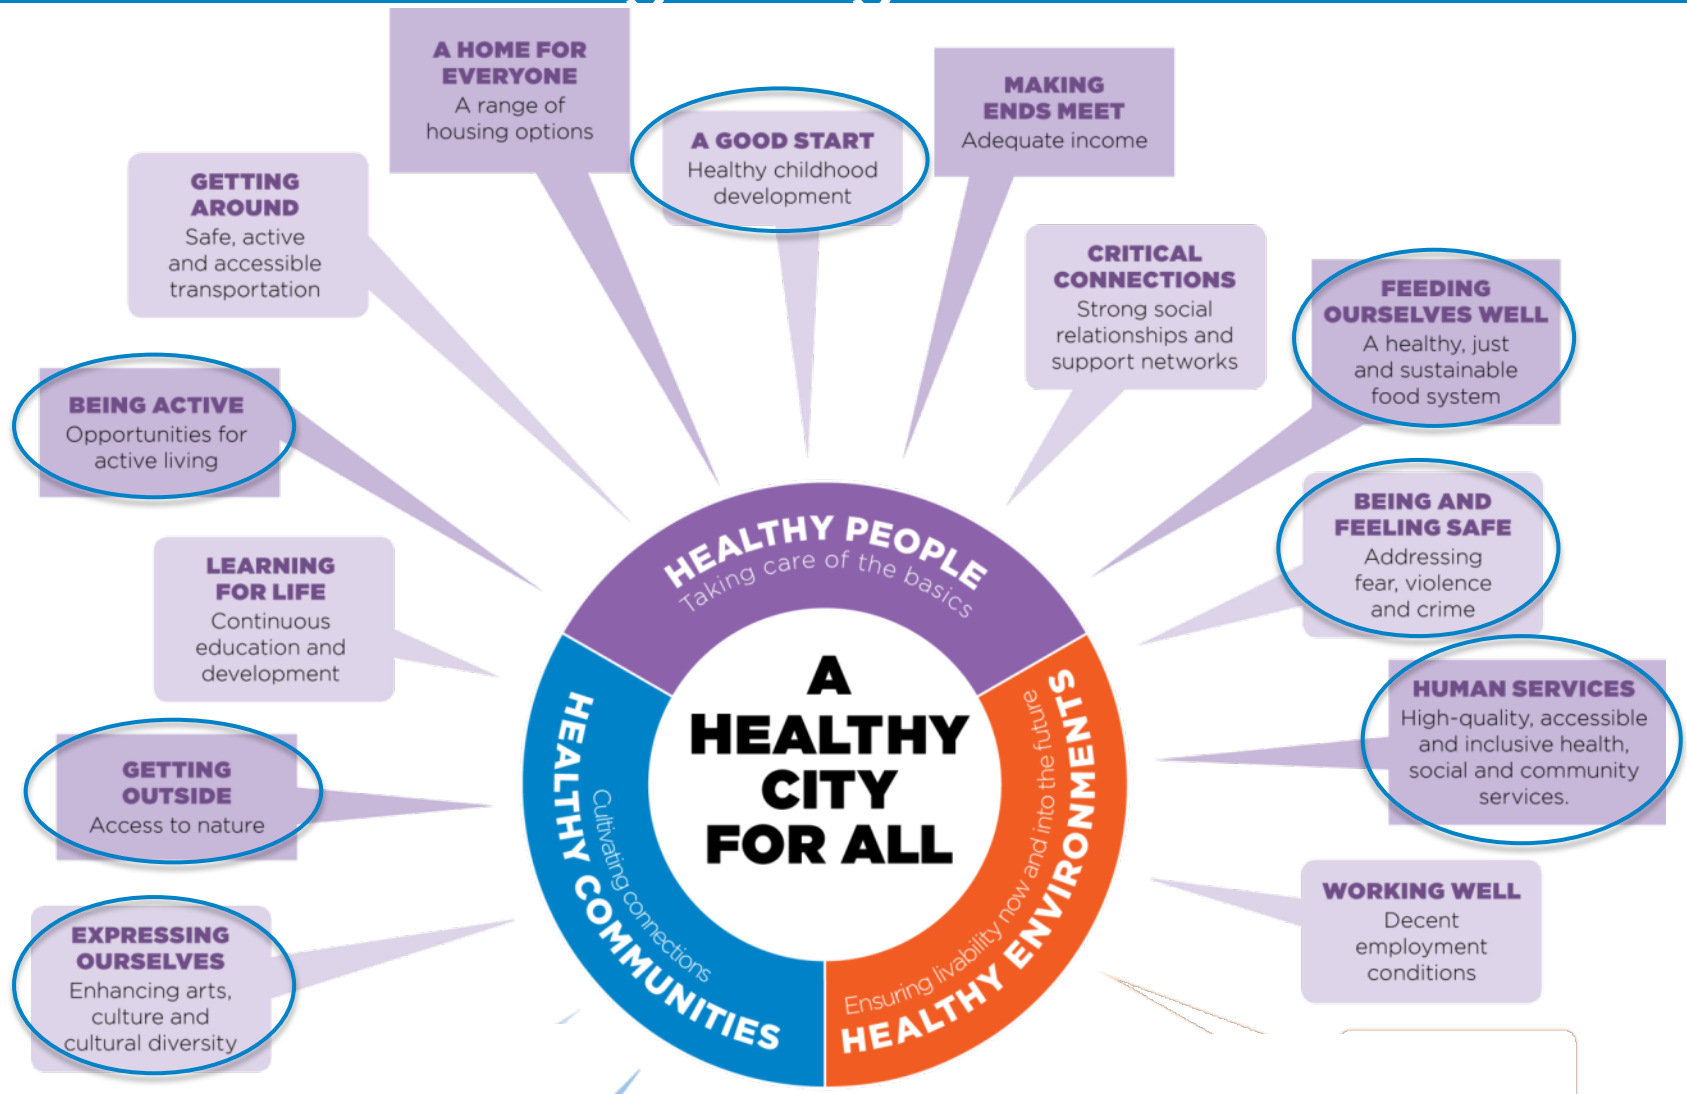 A HOME FOR
EVERYONE
A range of
housing options
A GOOD START
Healthy childhood
development
MAKING
ENDS MEET
Adequate income
GETTING
AROUND
Safe, active
and accessible
transportation
CRITICAL
CONNECTIONS
Strong social
relationships and
support networks
FEEDING
OURSELVES WELL
A healthy, just
and sustainable
food system
BEING ACTIVE
Opportunities for
active living
BEING AND
FEELING SAFE
Addressing
fear, violence
and crime
LEARNING
FOR LIFE
Continuous
education and
development
HUMAN SERVICES
High-quality, accessible
and inclusive health,
social and community
services.
GETTING
OUTSIDE
Access to nature
WORKING WELL
Decent
employment
conditions
EXPRESSING
OURSELVES
Enhancing arts,
culture and
cultural diversity
HEALTHY PEOPLE
Taking care of the basics
A
HEALTHY
CITY
FOR ALL
HEALTHY COMMUNITIES
Cultivating connections
Ensuring livability now and into the future
HEALTHY ENVIRONMENTS